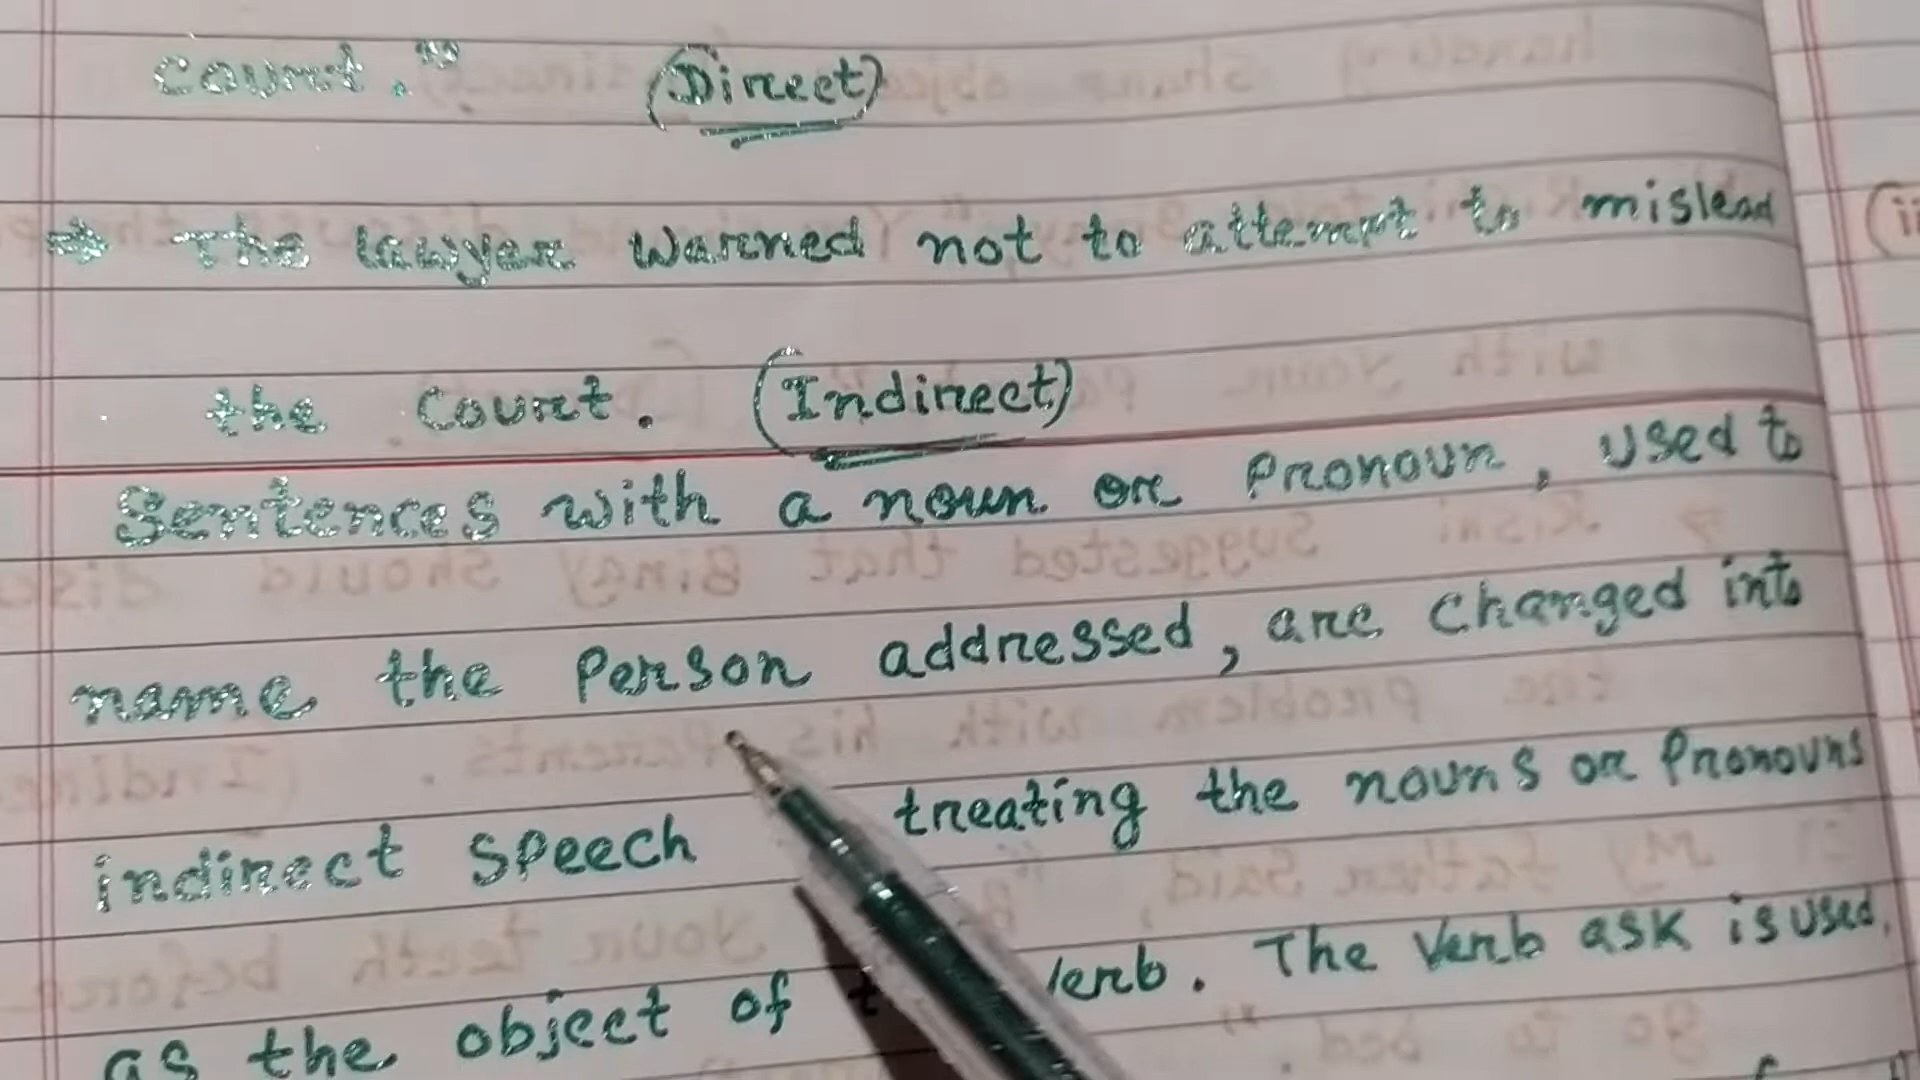 court." (Direct)
⇒ The lawyer warned not to attempt to mislead
the Court. (Indirect)
Sentences with a noun or Pronoun, used to
name the Person addressed, are changed into
indirect speech treating the nouns or Pronouns
as the object of verb. The Verb ask is used.